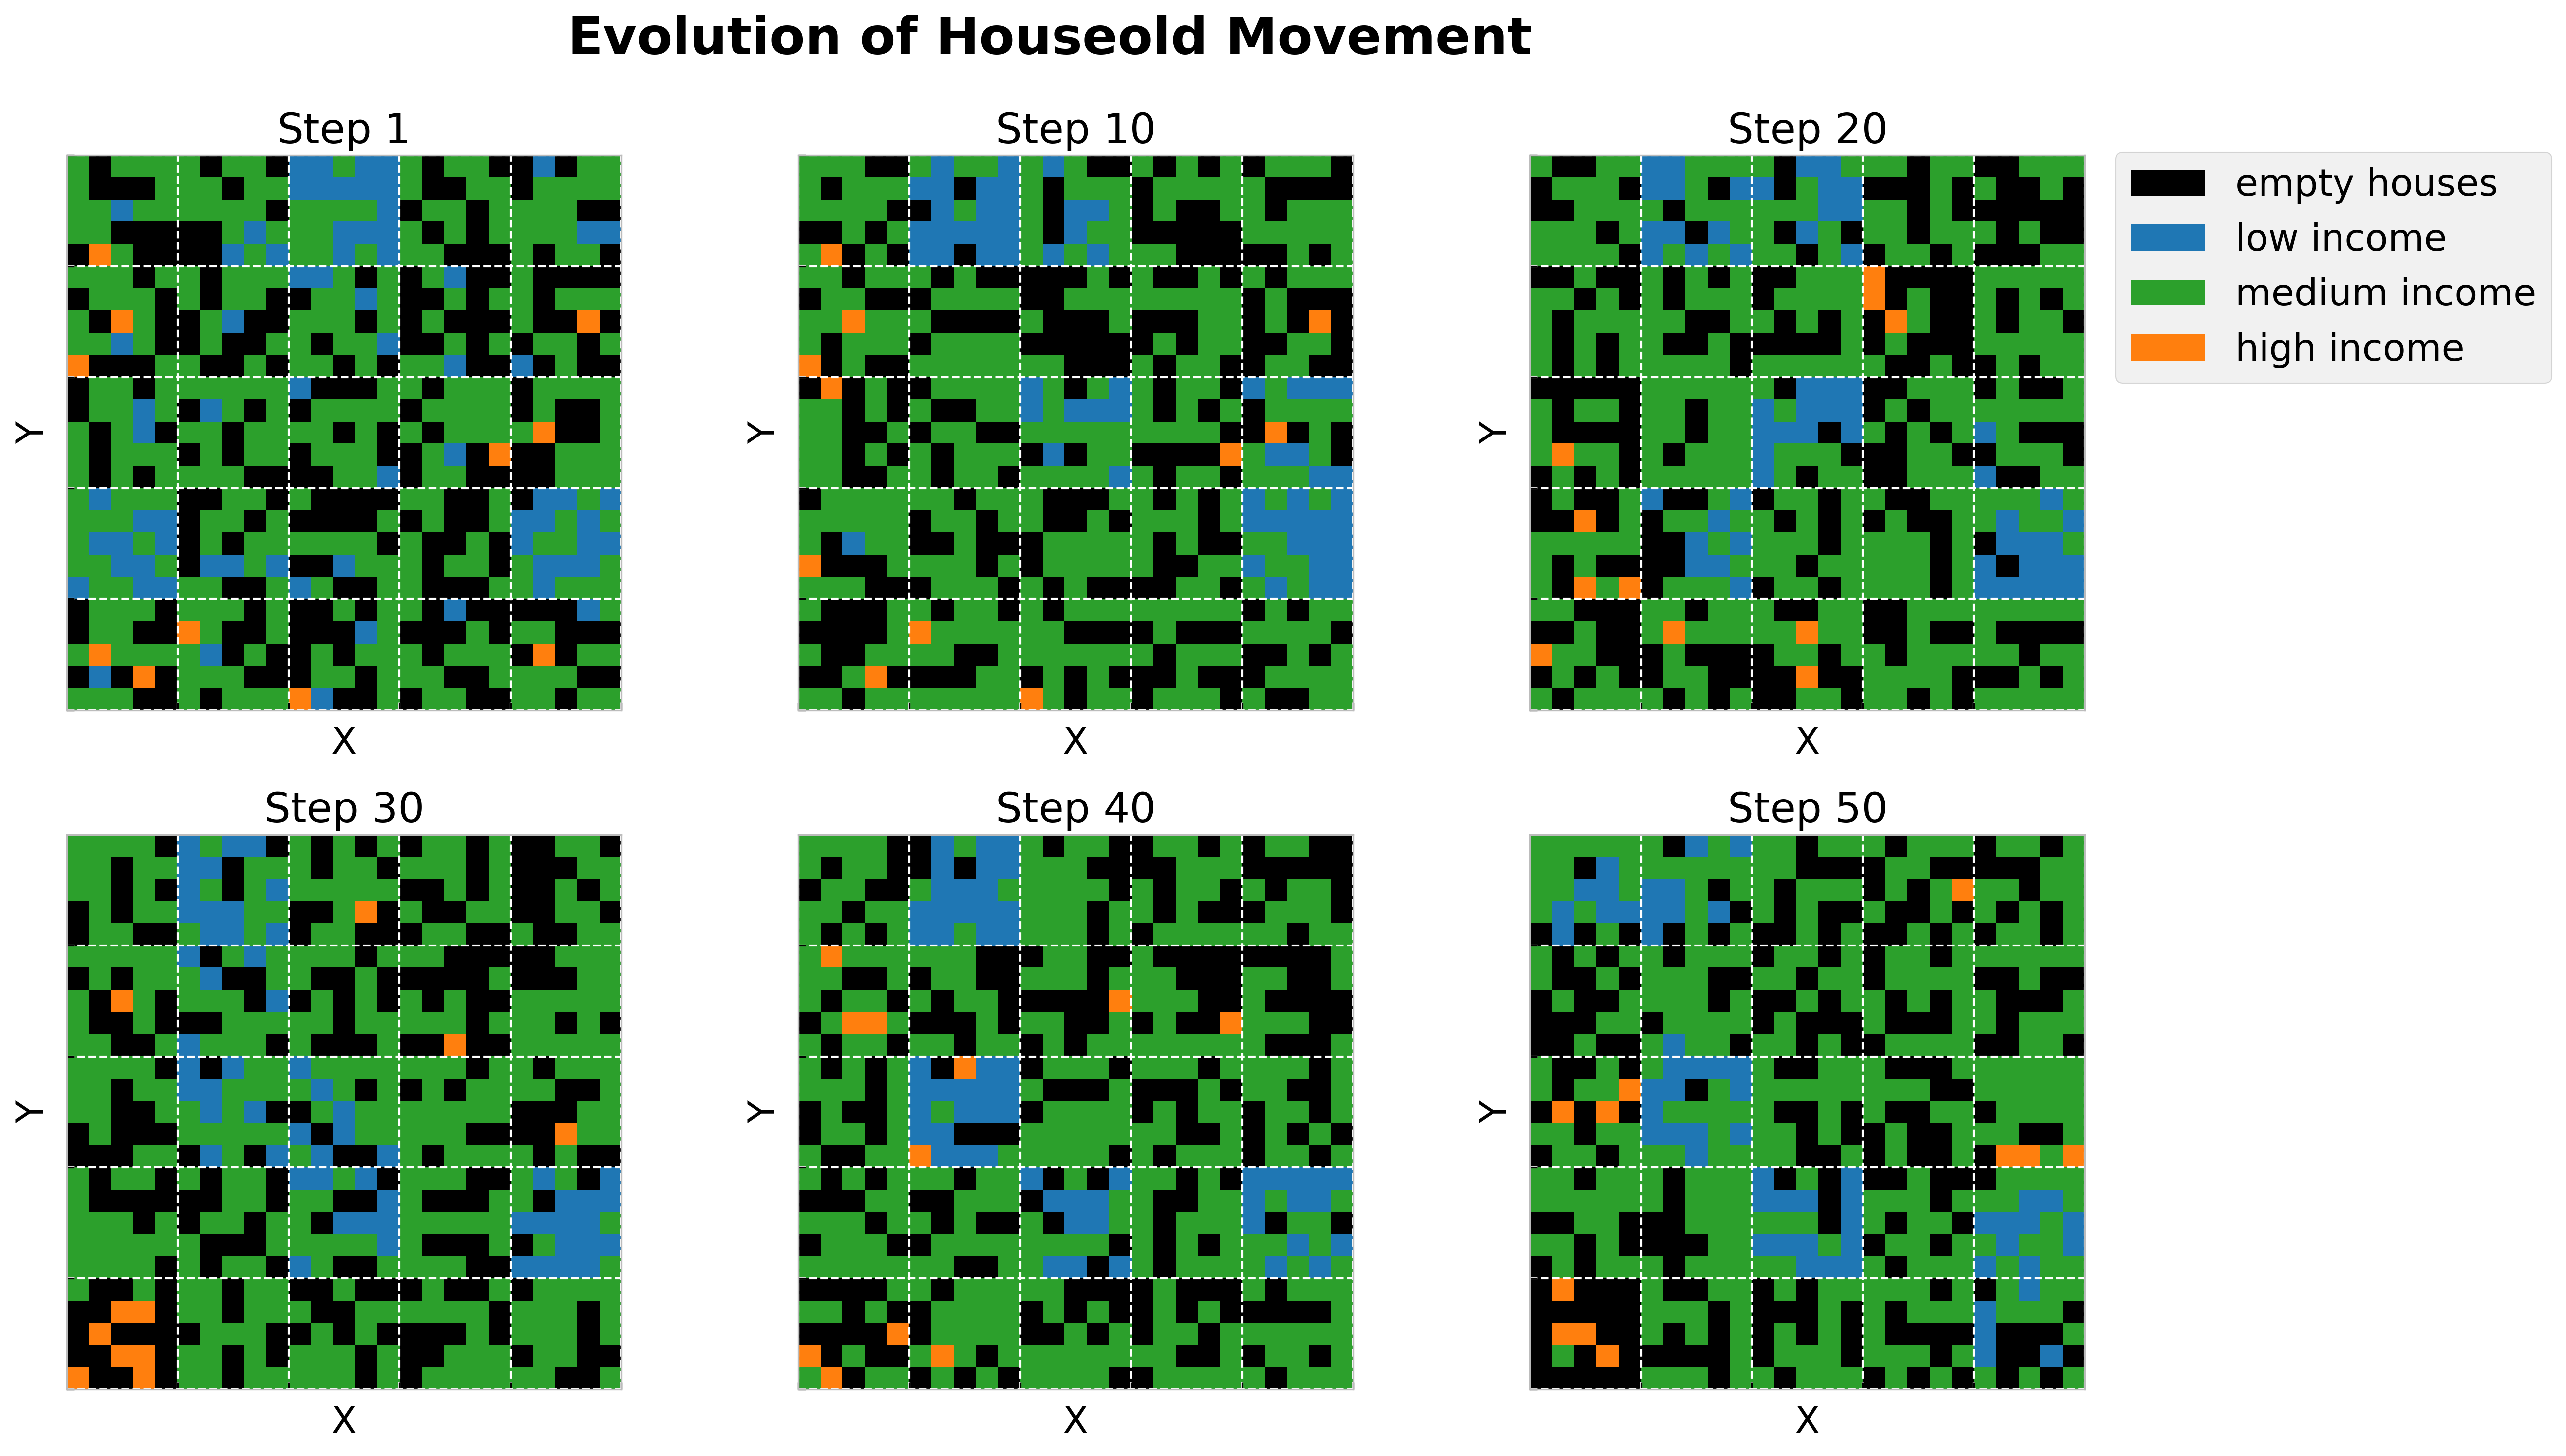 Evolution of Houseold Movement
Step 1
Step 10
Step 20
empty houses
low income
medium income
high income
Y
Y
Y
X
X
X
Step 30
Step 40
Step 50
Y
Y
Y
X
X
X